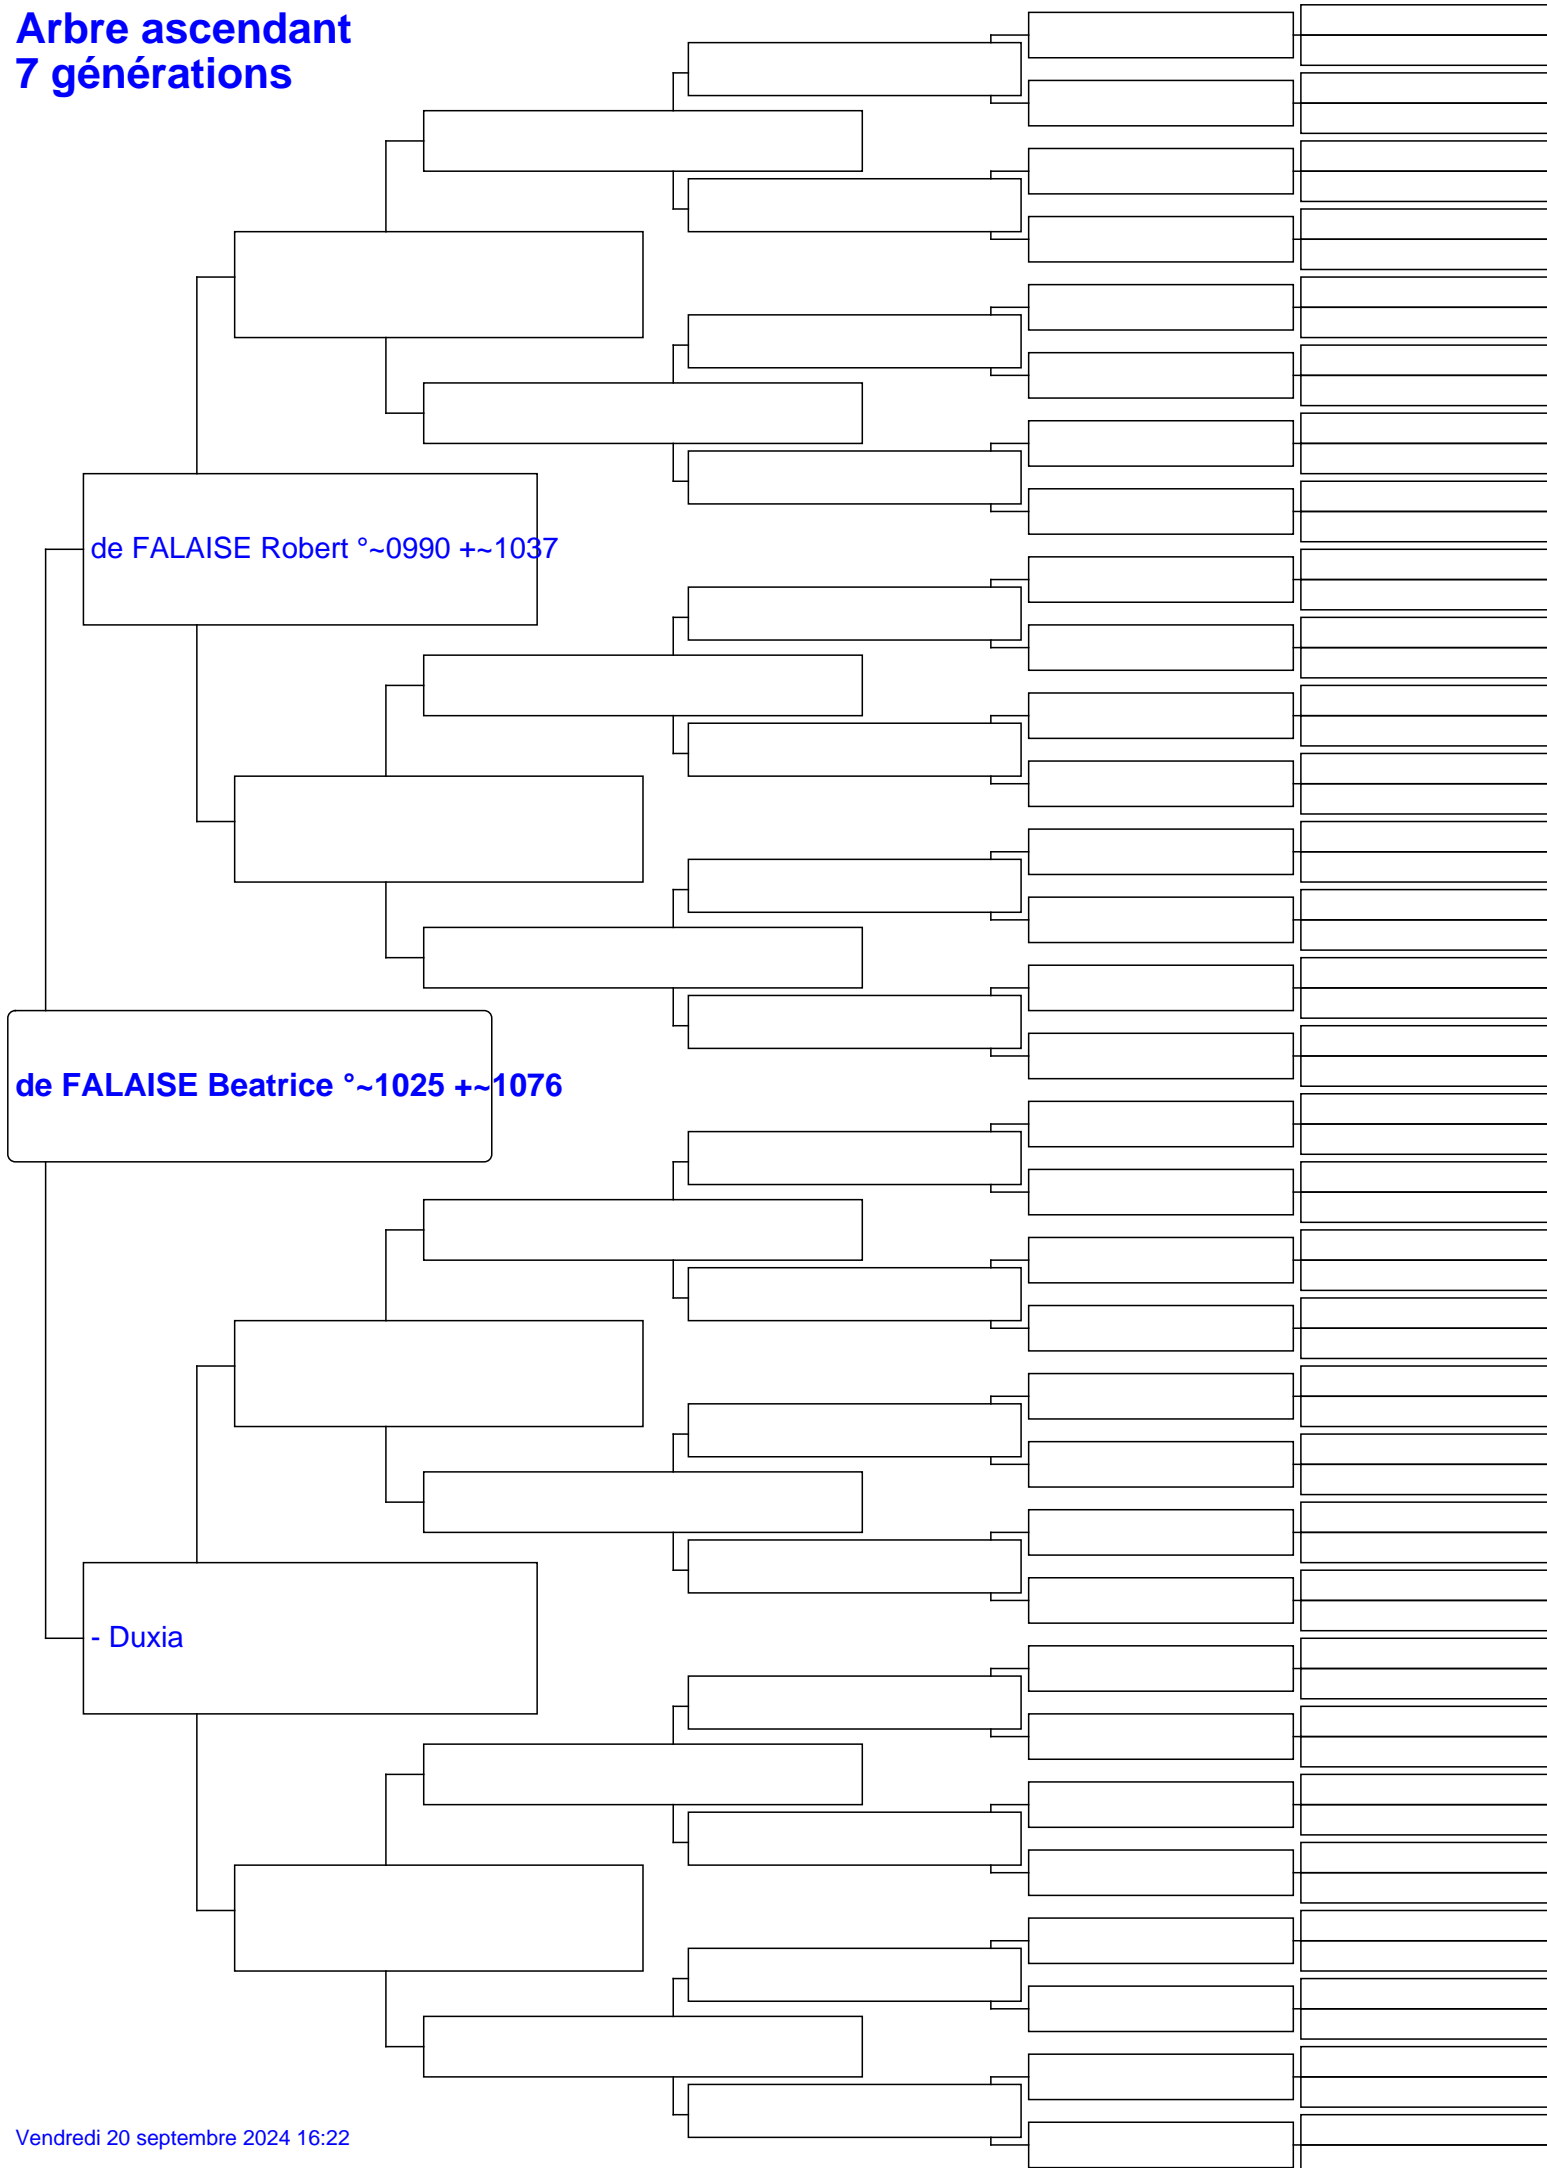 Arbre ascendant
7 générations
de FALAISE Robert °~0990 +~1037
de FALAISE Beatrice °~1025 +~1076
- Duxia
Vendredi 20 septembre 2024 16:22